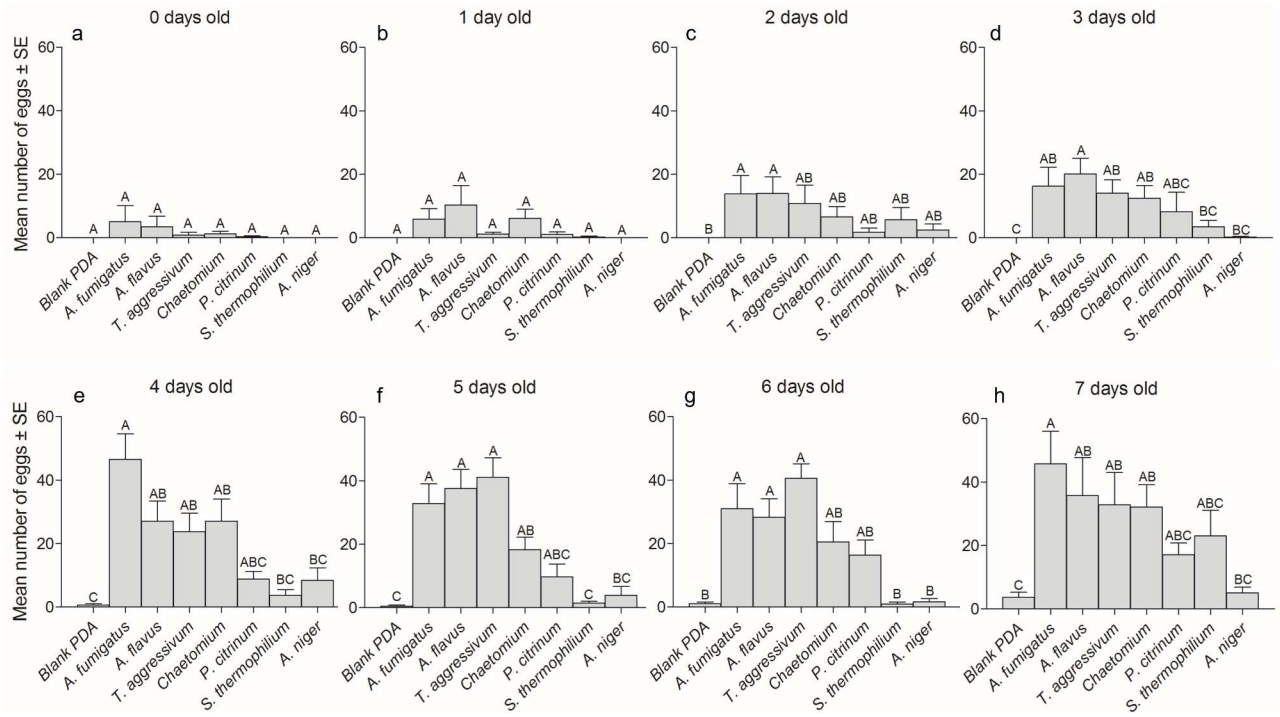 0 days old
1 day old
2 days old
3 days old
a
b
c
d
Mean number of eggs ± SE
60
40
20
0
A
A
A
A
A
A
A
A
Blank PDA
A. fumigatus
A. flavus
T. aggressivum
Chaetomium
P. citrinum
S. thermophilum
A. niger
60
40
20
0
A
A
A
A
A
A
A
A
Blank PDA
A. fumigatus
A. flavus
T. aggressivum
Chaetomium
P. citrinum
S. thermophilium
A. niger
60
40
20
0
B
A
A
AB
AB
AB
AB
AB
Blank PDA
A. fumigatus
A. flavus
T. aggressivum
Chaetomium
P. citrinum
S. thermophilium
A. niger
60
40
20
0
C
AB
A
AB
AB
ABC
BC
BC
Blank PDA
A. fumigatus
A. flavus
T. aggressivum
Chaetomium
P. citrinum
S. thermophilium
A. niger
4 days old
5 days old
6 days old
7 days old
e
f
g
h
Mean number of eggs ± SE
60
40
20
0
C
A
AB
AB
AB
ABC
BC
BC
Blank PDA
A. fumigatus
A. flavus
T. aggressivum
Chaetomium
P. citrinum
S. thermophilium
A. niger
60
40
20
0
C
A
A
A
AB
ABC
C
BC
Blank PDA
A. fumigatus
A. flavus
T. aggressivum
Chaetomium
P. citrinum
S. thermophilium
A. niger
60
40
20
0
B
A
A
A
AB
AB
B
B
Blank PDA
A. fumigatus
A. flavus
T. aggressivum
Chaetomium
P. citrinum
S. thermophilium
A. niger
60
40
20
0
C
A
AB
AB
AB
ABC
ABC
BC
Blank PDA
A. fumigatus
A. flavus
T. aggressivum
Chaetomium
P. citrinum
S. thermophilium
A. niger